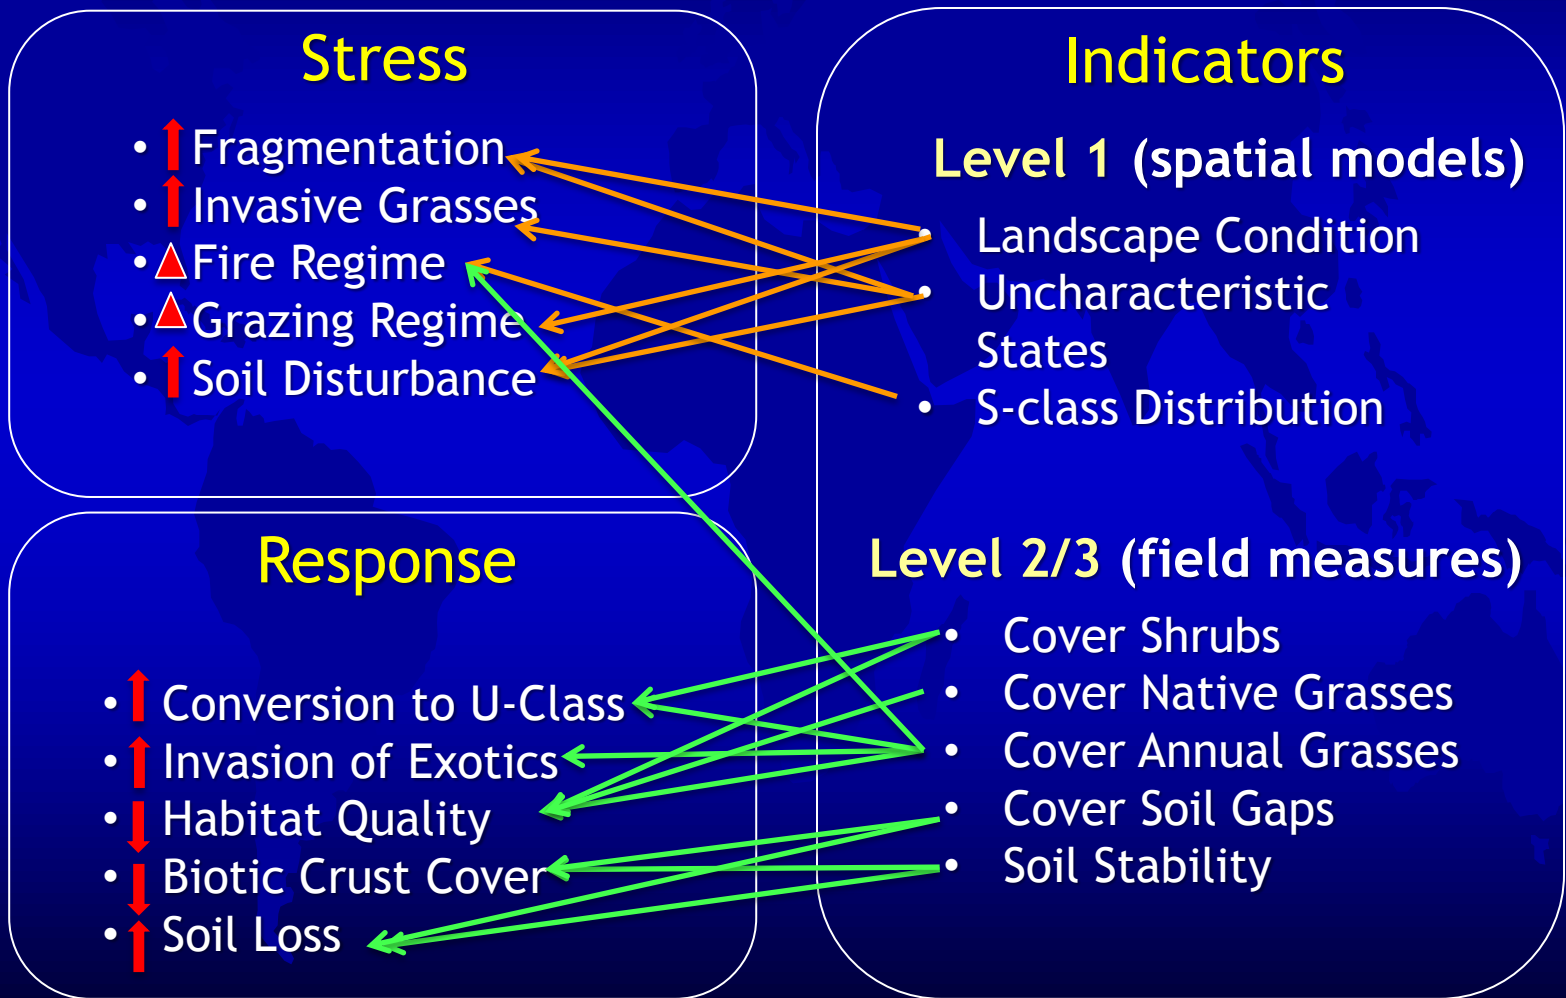 Stress
• Fragmentation
• Invasive Grasses
• Fire Regime
• Grazing Regime
• Soil Disturbance
Response
• Conversion to U-Class
• Invasion of Exotics
• Habitat Quality
• Biotic Crust Cover
• Soil Loss
Indicators
Level 1 (spatial models)
• Landscape Condition
• Uncharacteristic
States
• S-class Distribution
Level 2/3 (field measures)
• Cover Shrubs
• Cover Native Grasses
• Cover Annual Grasses
• Cover Soil Gaps
• Soil Stability